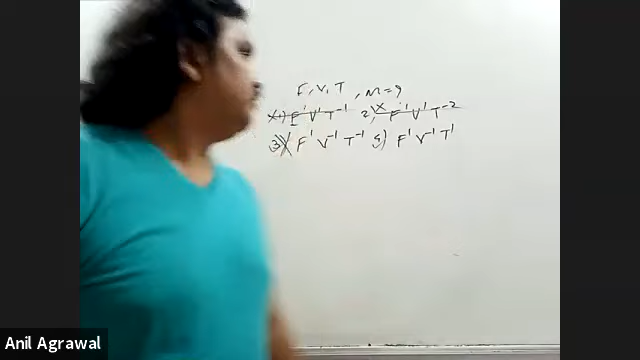 F, V, T , M = ?
1) F¹ V¹ T⁻¹ 2) F¹ V¹ T⁻²
3) F¹ V⁻¹ T⁻¹ 5) F¹ V⁻¹ T¹
Anil Agrawal